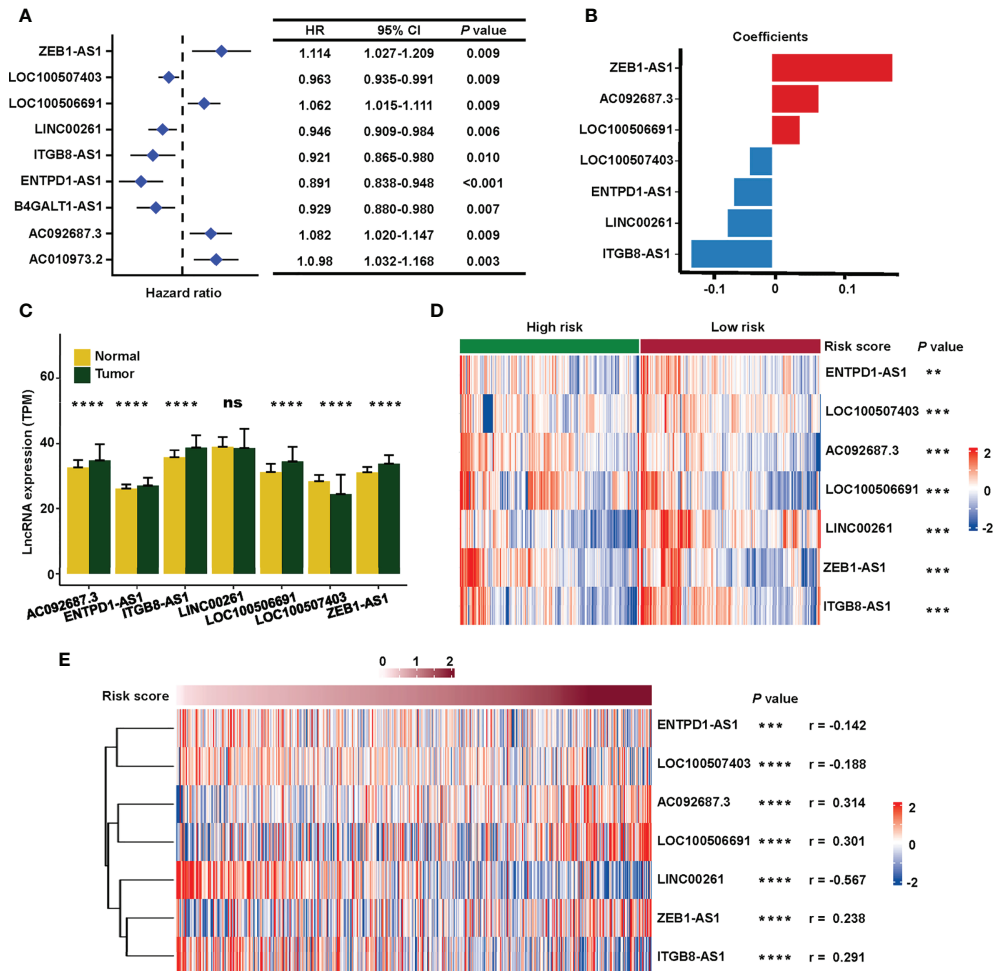 A
HR 95% CI P value
ZEB1-AS1 1.114 1.027-1.209 0.009
LOC100507403 0.963 0.935-0.991 0.009
LOC100506691 1.062 1.015-1.111 0.009
LINC00261 0.946 0.909-0.984 0.006
ITGB8-AS1 0.921 0.865-0.980 0.010
ENTPD1-AS1 0.891 0.838-0.948 <0.001
B4GALT1-AS1 0.929 0.880-0.980 0.007
AC092687.3 1.082 1.020-1.147 0.009
AC010973.2 1.0.98 1.032-1.168 0.003
Hazard ratio
B
Coefficients
ZEB1-AS1
AC092687.3
LOC100506691
LOC100507403
ENTPD1-AS1
LINC00261
ITGB8-AS1
-0.1 0 0.1
C
LncRNA expression (TPM)
Normal
Tumor
60
40
20
0
**** **** **** ns **** **** ****
AC092687.3
ENTPD1-AS1
ITGB8-AS1
LINC00261
LOC100506691
LOC100507403
ZEB1-AS1
D
High risk Low risk
Risk score P value
ENTPD1-AS1 **
LOC100507403 ***
AC092687.3 ***
LOC100506691 ***
LINC00261 ***
ZEB1-AS1 ***
ITGB8-AS1 ***
2
0
-2
E
0 1 2
Risk score P value
ENTPD1-AS1 *** r = -0.142
LOC100507403 **** r = -0.188
AC092687.3 **** r = 0.314
LOC100506691 **** r = 0.301
LINC00261 **** r = -0.567
ZEB1-AS1 **** r = 0.238
ITGB8-AS1 **** r = 0.291
2
0
-2